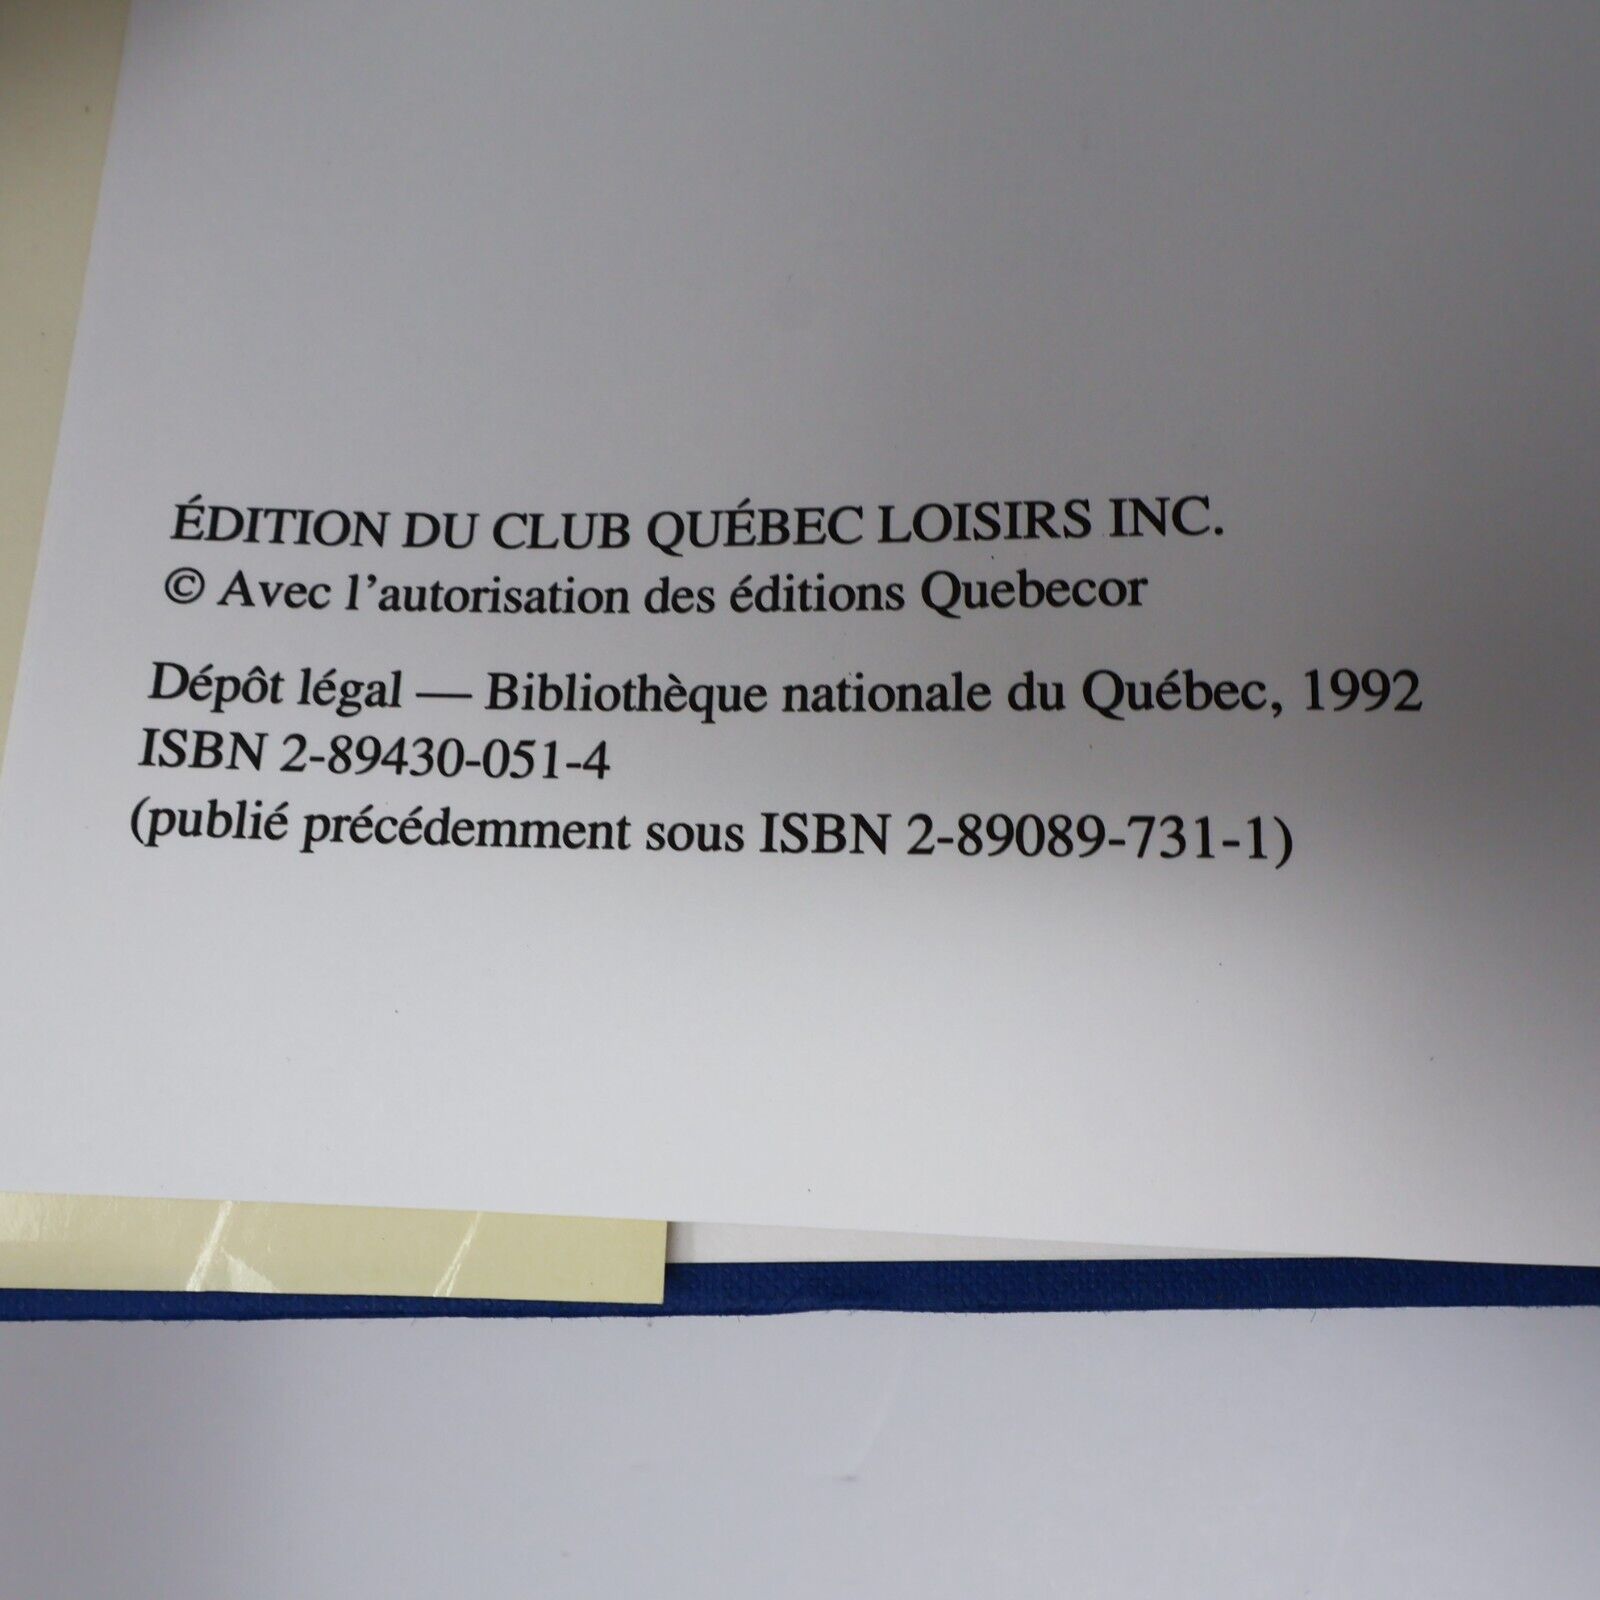 ÉDITION DU CLUB QUÉBEC LOISIRS INC.
© Avec l'autorisation des éditions Quebecor
Dépôt légal — Bibliothèque nationale du Québec, 1992
ISBN 2-89430-051-4
(publié précédemment sous ISBN 2-89089-731-1)